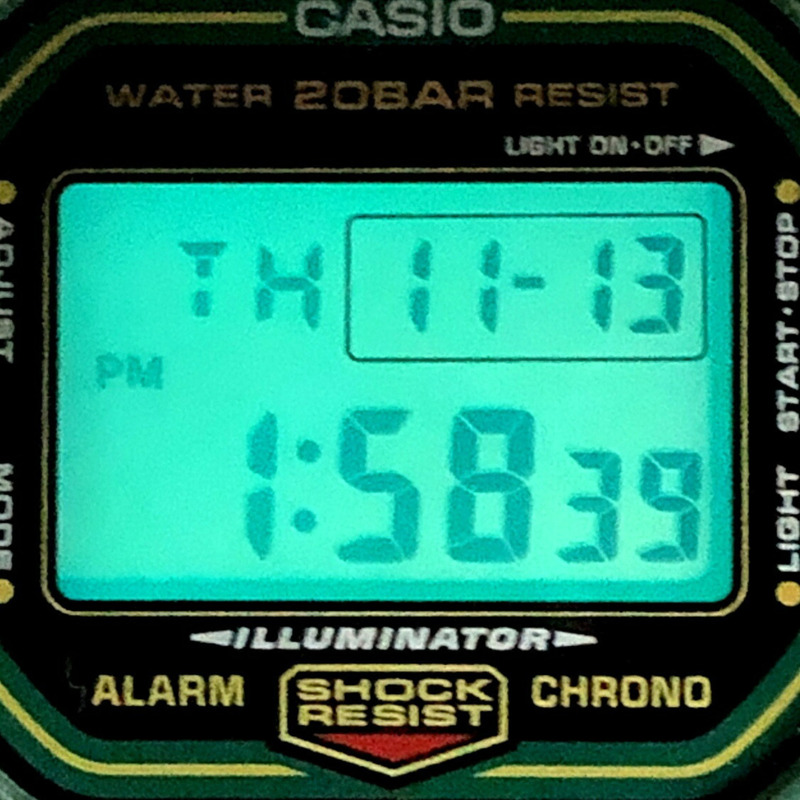 CASIO
WATER 20BAR RESIST
LIGHT ON·OFF
ADJUST
START·STOP
TH 11-13
PM
1:58 39
MODE
LIGHT
ILLUMINATOR
ALARM
SHOCK
RESIST
CHRONO